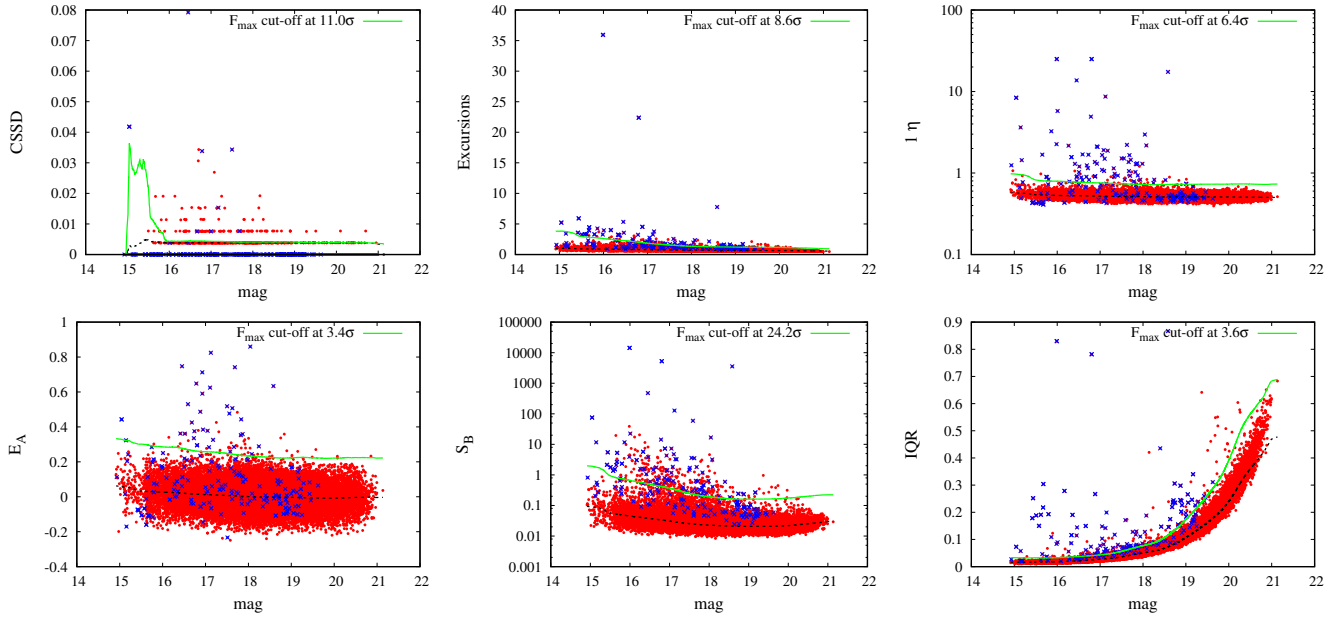 F_max cut-off at 11.0σ
0.08
0.07
0.06
0.05
0.04
0.03
0.02
0.01
0
CSSD
14 15 16 17 18 19 20 21 22
mag
F_max cut-off at 8.6σ
40
35
30
25
20
15
10
5
0
Excursions
14 15 16 17 18 19 20 21 22
mag
F_max cut-off at 6.4σ
100
10
1
0.1
1 η
14 15 16 17 18 19 20 21 22
mag
F_max cut-off at 3.4σ
1
0.8
0.6
0.4
0.2
0
-0.2
-0.4
E_A
14 15 16 17 18 19 20 21 22
mag
F_max cut-off at 24.2σ
100000
10000
1000
100
10
1
0.1
0.01
0.001
S_B
14 15 16 17 18 19 20 21 22
mag
F_max cut-off at 3.6σ
0.9
0.8
0.7
0.6
0.5
0.4
0.3
0.2
0.1
0
IQR
14 15 16 17 18 19 20 21 22
mag